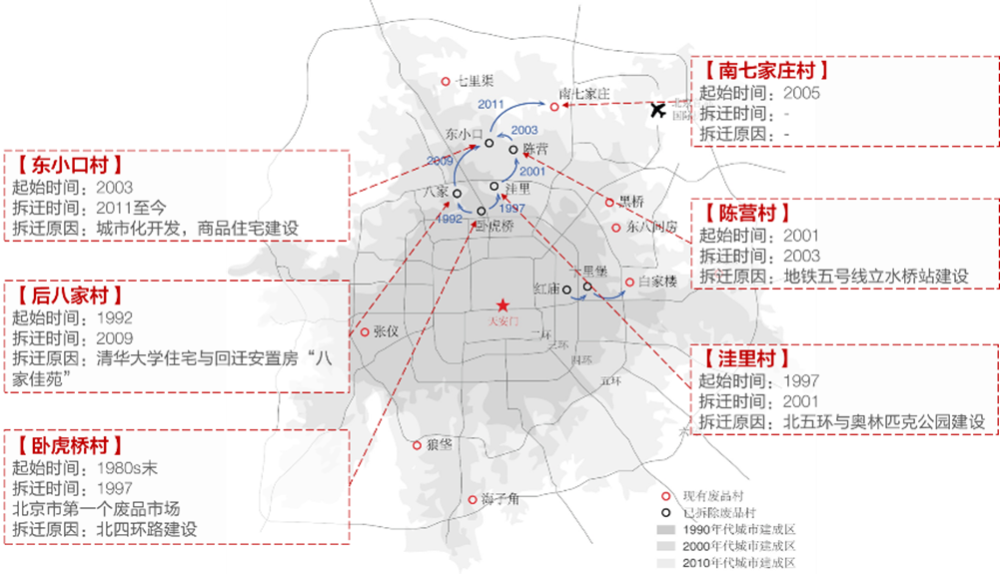 【 东小口村 】
起始时间：2003
拆迁时间：2011至今
拆迁原因：城市化开发，商品住宅建设
【 后八家村 】
起始时间：1992
拆迁时间：2009
拆迁原因：清华大学住宅与回迁安置房“八
家佳苑”
【 卧虎桥村 】
起始时间：1980s末
拆迁时间：1997
北京市第一个废品市场
拆迁原因：北四环路建设
七里渠
南七家庄
2011
东小口
2003
陈营
2009
2001
八家
洼里
1992
1997
卧虎桥
黑桥
东八间房
十里堡
红庙
白家楼
天安门
张仪
二环
三环
四环
五环
狼垡
海子角
【 南七家庄村 】
起始时间：2005
拆迁时间：-
拆迁原因：-
【 陈营村 】
起始时间：2001
拆迁时间：2003
拆迁原因：地铁五号线立水桥站建设
【 洼里村 】
起始时间：1997
拆迁时间：2001
拆迁原因：北五环与奥林匹克公园建设
现有废品村
已拆除废品村
1990年代城市建成区
2000年代城市建成区
2010年代城市建成区